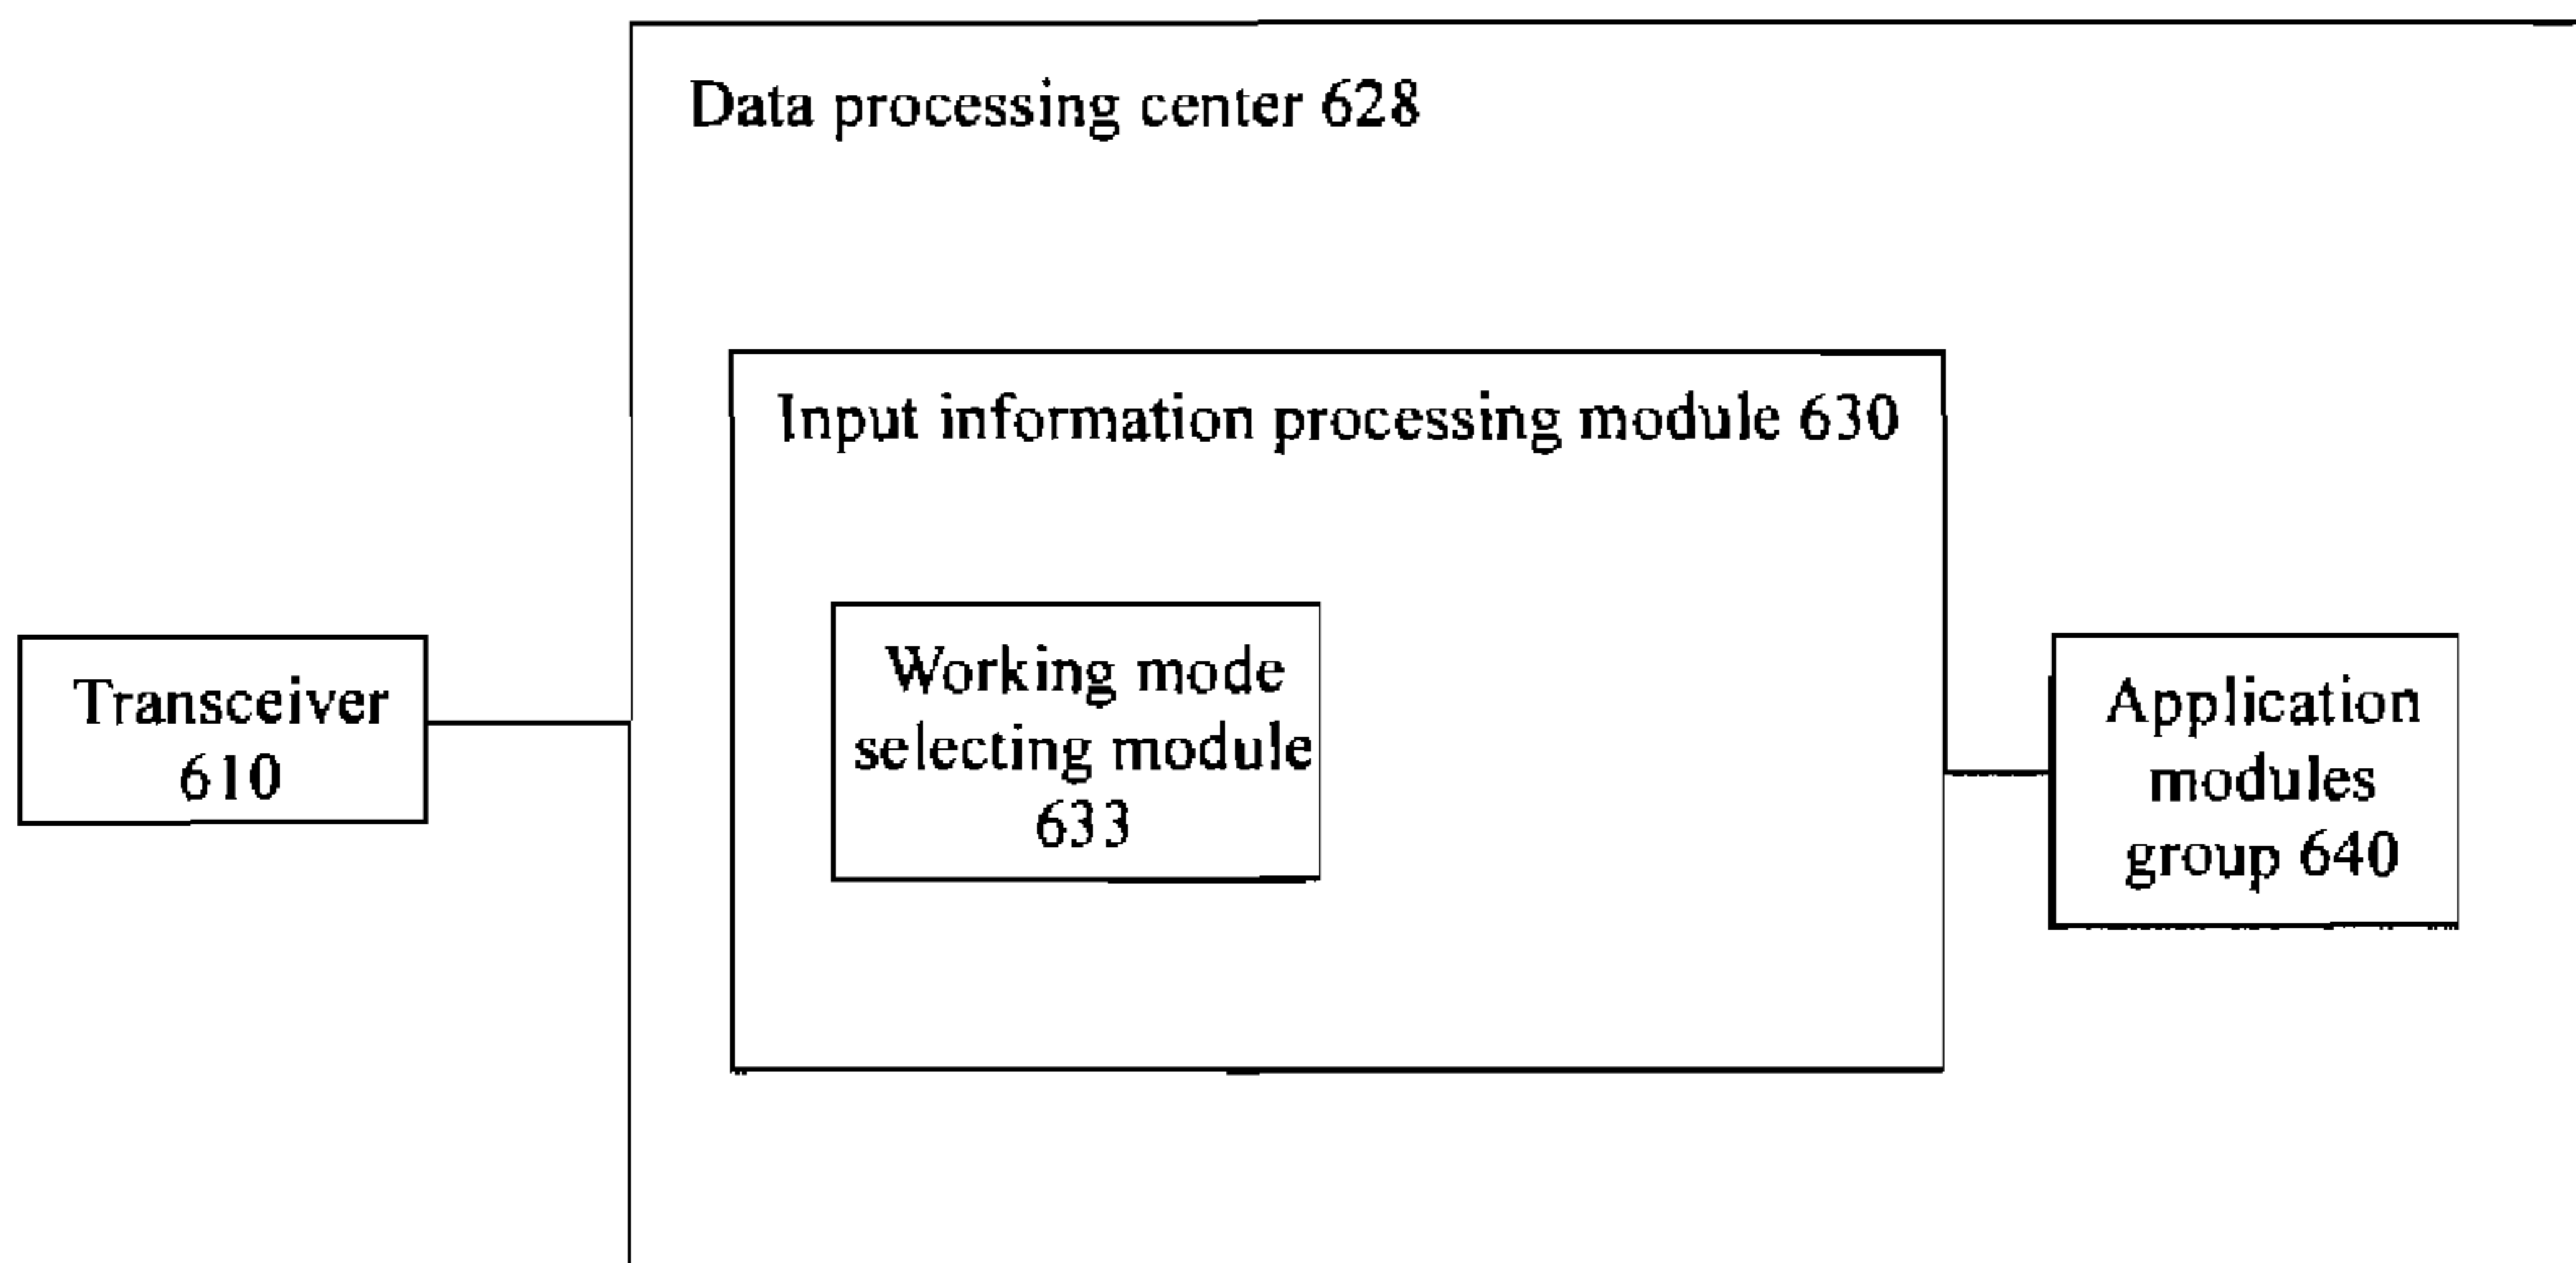 Data processing center 628
Input information processing module 630
Working mode
selecting module
633
Transceiver
610
Application
modules
group 640